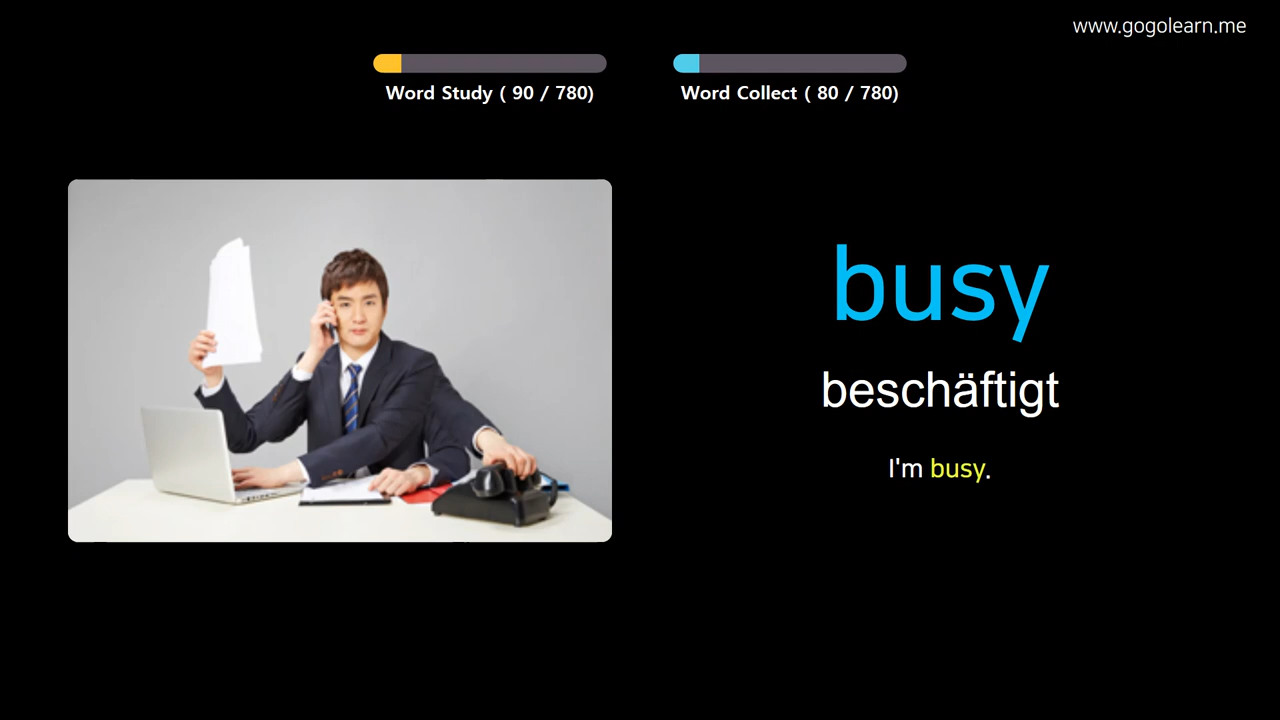 www.gogolearn.me
Word Study ( 90 / 780)
Word Collect ( 80 / 780)
busy
beschäftigt
I'm busy.